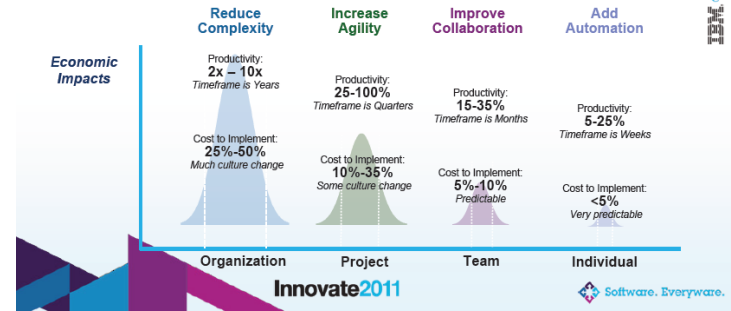 Reduce
Complexity
Increase
Agility
Improve
Collaboration
Add
Automation
IBM
Economic
Impacts
Productivity:
2x – 10x
Timeframe is Years
Cost to Implement:
25%-50%
Much culture change
Productivity:
25-100%
Timeframe is Quarters
Cost to Implement:
10%-35%
Some culture change
Productivity:
15-35%
Timeframe is Months
Cost to Implement:
5%-10%
Predictable
Productivity:
5-25%
Timeframe is Weeks
Cost to Implement:
<5%
Very predictable
Organization
Project
Team
Individual
Innovate2011
Software. Everyware.